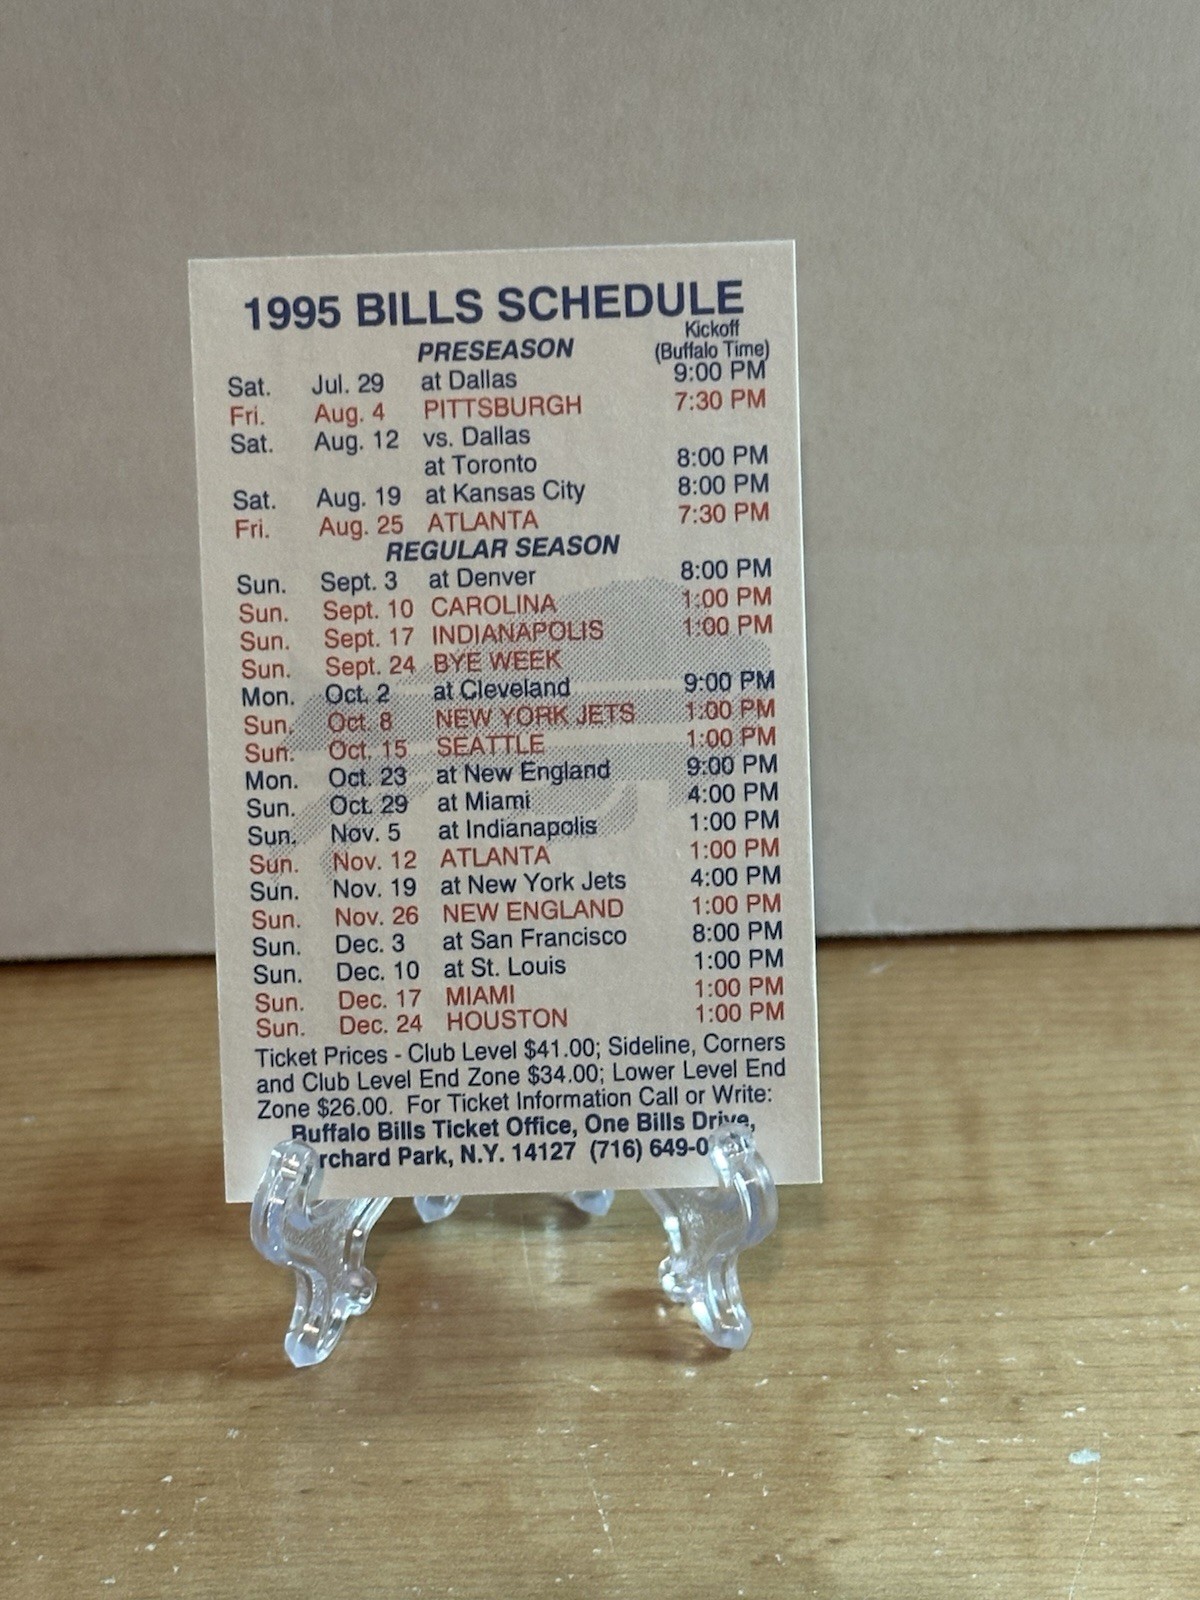 1995 BILLS SCHEDULE
Kickoff
PRESEASON (Buffalo Time)
Sat. Jul. 29 at Dallas 9:00 PM
Fri. Aug. 4 PITTSBURGH 7:30 PM
Sat. Aug. 12 vs. Dallas
at Toronto 8:00 PM
Sat. Aug. 19 at Kansas City 8:00 PM
Fri. Aug. 25 ATLANTA 7:30 PM
REGULAR SEASON
Sun. Sept. 3 at Denver 8:00 PM
Sun. Sept. 10 CAROLINA 1:00 PM
Sun. Sept. 17 INDIANAPOLIS 1:00 PM
Sun. Sept. 24 BYE WEEK
Mon. Oct. 2 at Cleveland 9:00 PM
Sun. Oct. 8 NEW YORK JETS 1:00 PM
Sun. Oct. 15 SEATTLE 1:00 PM
Mon. Oct. 23 at New England 9:00 PM
Sun. Oct. 29 at Miami 4:00 PM
Sun. Nov. 5 at Indianapolis 1:00 PM
Sun. Nov. 12 ATLANTA 1:00 PM
Sun. Nov. 19 at New York Jets 4:00 PM
Sun. Nov. 26 NEW ENGLAND 1:00 PM
Sun. Dec. 3 at San Francisco 8:00 PM
Sun. Dec. 10 at St. Louis 1:00 PM
Sun. Dec. 17 MIAMI 1:00 PM
Sun. Dec. 24 HOUSTON 1:00 PM
Ticket Prices - Club Level $41.00; Sideline, Corners
and Club Level End Zone $34.00; Lower Level End
Zone $26.00. For Ticket Information Call or Write:
Buffalo Bills Ticket Office, One Bills Drive,
rchard Park, N.Y. 14127 (716) 649-0